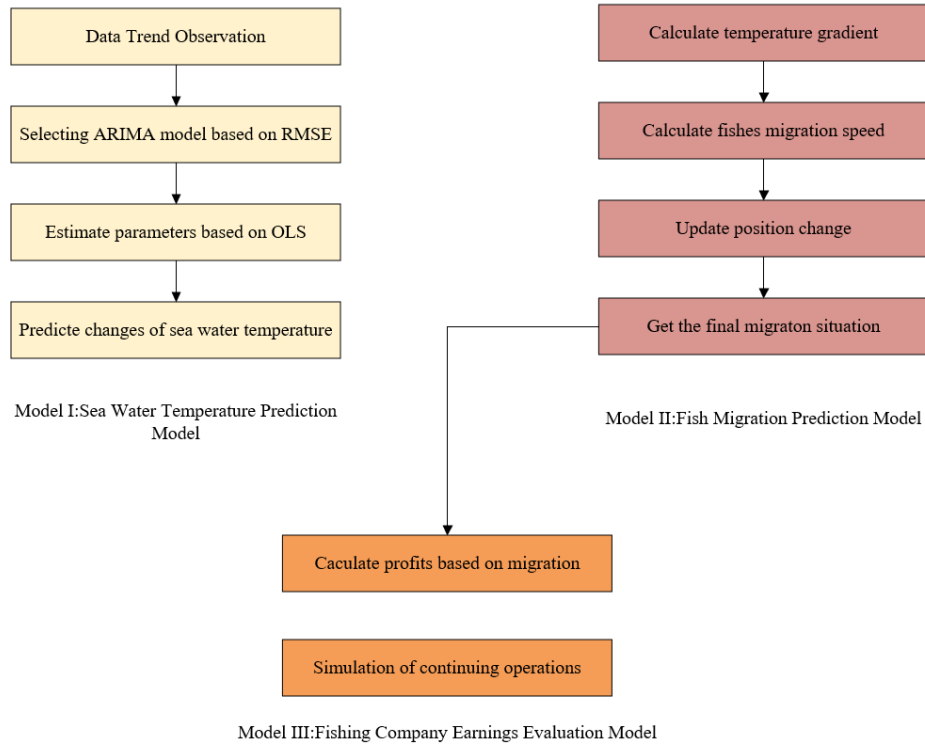 Data Trend Observation
Selecting ARIMA model based on RMSE
Estimate parameters based on OLS
Predicte changes of sea water temperature
Model I:Sea Water Temperature Prediction
Model
Calculate temperature gradient
Calculate fishes migration speed
Update position change
Get the final migraton situation
Model II:Fish Migration Prediction Model
Caculate profits based on migration
Simulation of continuing operations
Model III:Fishing Company Earnings Evaluation Model